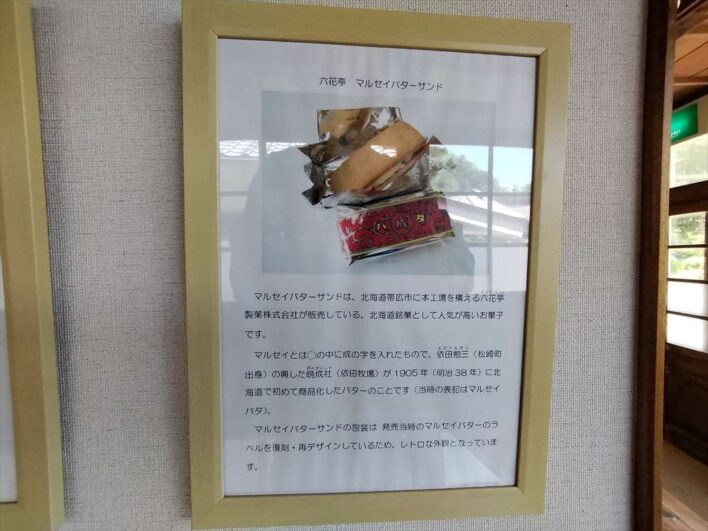 六花亭　マルセイバターサンド
バ 成 タ
マルセイバターサンドは、北海道帯広市に本工場を構える六花亭
製菓株式会社が販売している、北海道銘菓として人気が高いお菓子
です。
マルセイとは◯の中に成の字を入れたもので、依田勉三（松崎町
出身）の興した晩成社（依田牧場）が1905年（明治38年）に北
海道で初めて商品化したバターのことです（当時の表記はマルセイ
バタ）。
マルセイバターサンドの包装は 発売当時のマルセイバターのラ
ベルを復刻・再デザインしているため、レトロな外観となっていま
す。